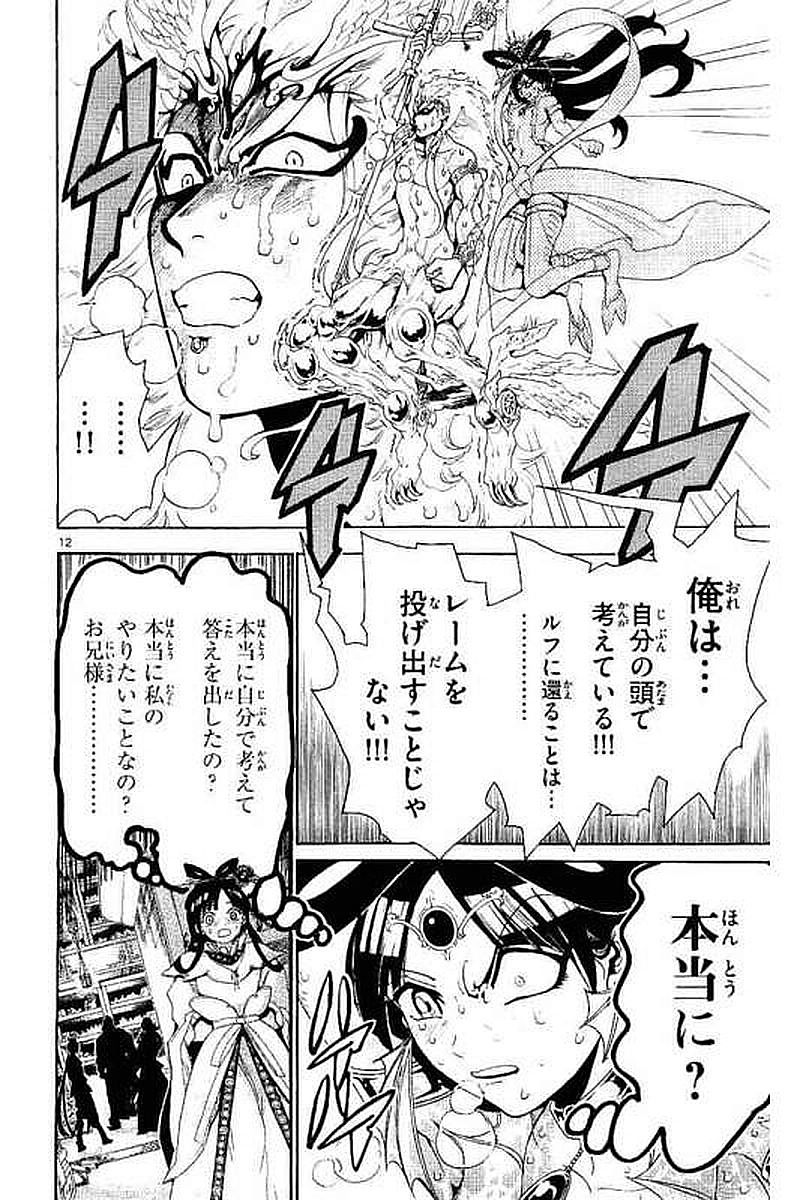 ……
…!!
12
俺は…
自分の頭で
考えている!!!
ルフに還ることは…
………
レームを
投げ出すことじゃ
ない!!!
本当に?
本当に自分で考えて
答えを出したの?
本当に私の
やりたいことなの?
お兄様………